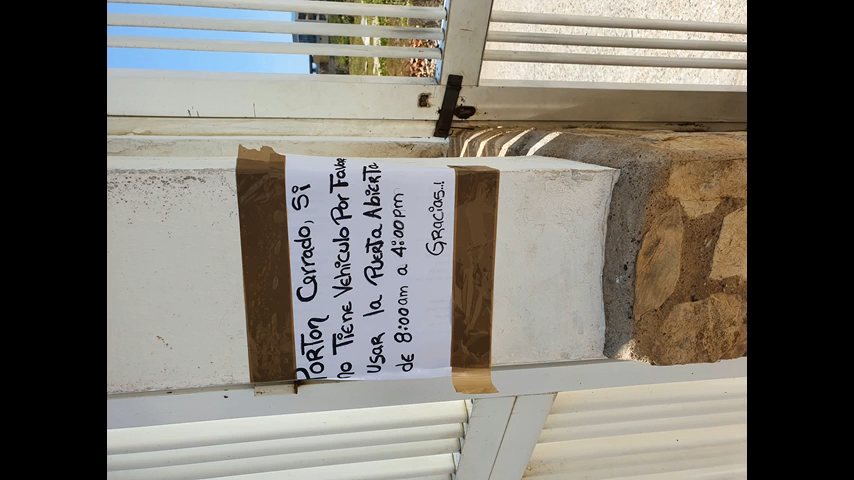 PORTON Cerrado, Si
no Tiene Vehiculo Por Favor
usar la Puerta Abierta
de 8:00am a 4:00pm
Gracias..!